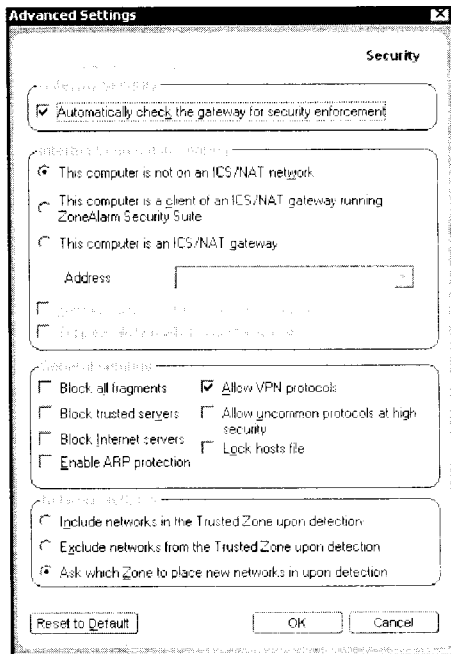 Advanced Settings
Security
Automatically check the gateway for security enforcement
This computer is not on an ICS/NAT network
This computer is a client of an ICS/NAT gateway running
ZoneAlarm Security Suite
This computer is an ICS/NAT gateway
Address
General settings
Block all fragments
Allow VPN protocols
Block trusted servers
Allow uncommon protocols at high
security
Block Internet servers
Lock hosts file
Enable ARP protection
Include networks in the Trusted Zone upon detection
Exclude networks from the Trusted Zone upon detection
Ask which Zone to place new networks in upon detection
Reset to Default
OK
Cancel